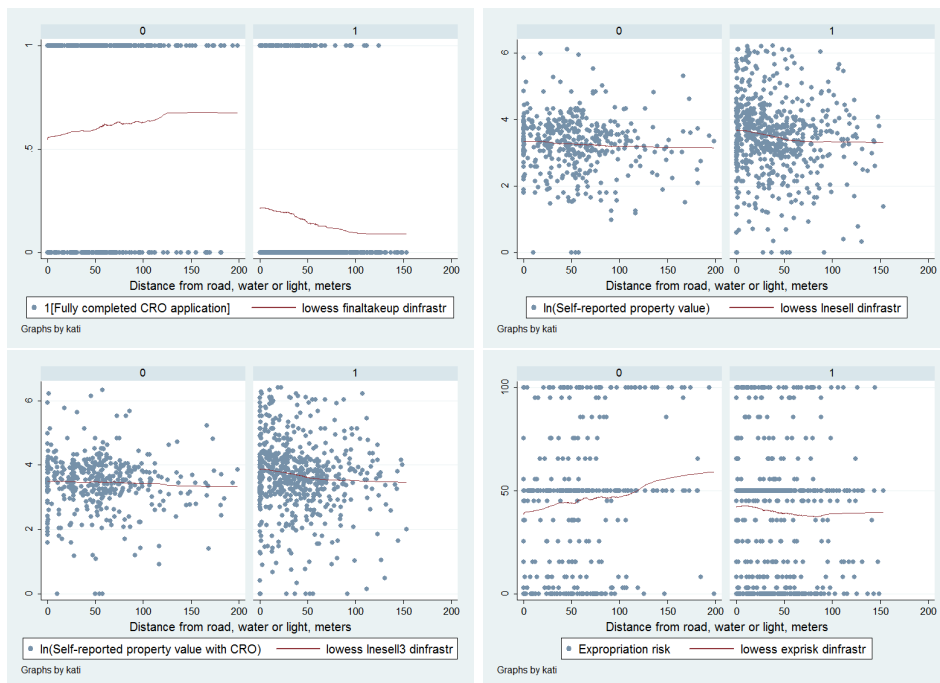 0 1
1
.5
0
0 50 100 150 200 0 50 100 150 200
Distance from road, water or light, meters
1[Fully completed CRO application] lowess finaltakeup dinfrastr
Graphs by kati
0 1
6
4
2
0
0 50 100 150 200 0 50 100 150 200
Distance from road, water or light, meters
ln(Self-reported property value) lowess lnesell dinfrastr
Graphs by kati
0 1
6
4
2
0
0 50 100 150 200 0 50 100 150 200
Distance from road, water or light, meters
ln(Self-reported property value with CRO) lowess lnesell3 dinfrastr
Graphs by kati
0 1
100
50
0
0 50 100 150 200 0 50 100 150 200
Distance from road, water or light, meters
Expropriation risk lowess exprisk dinfrastr
Graphs by kati